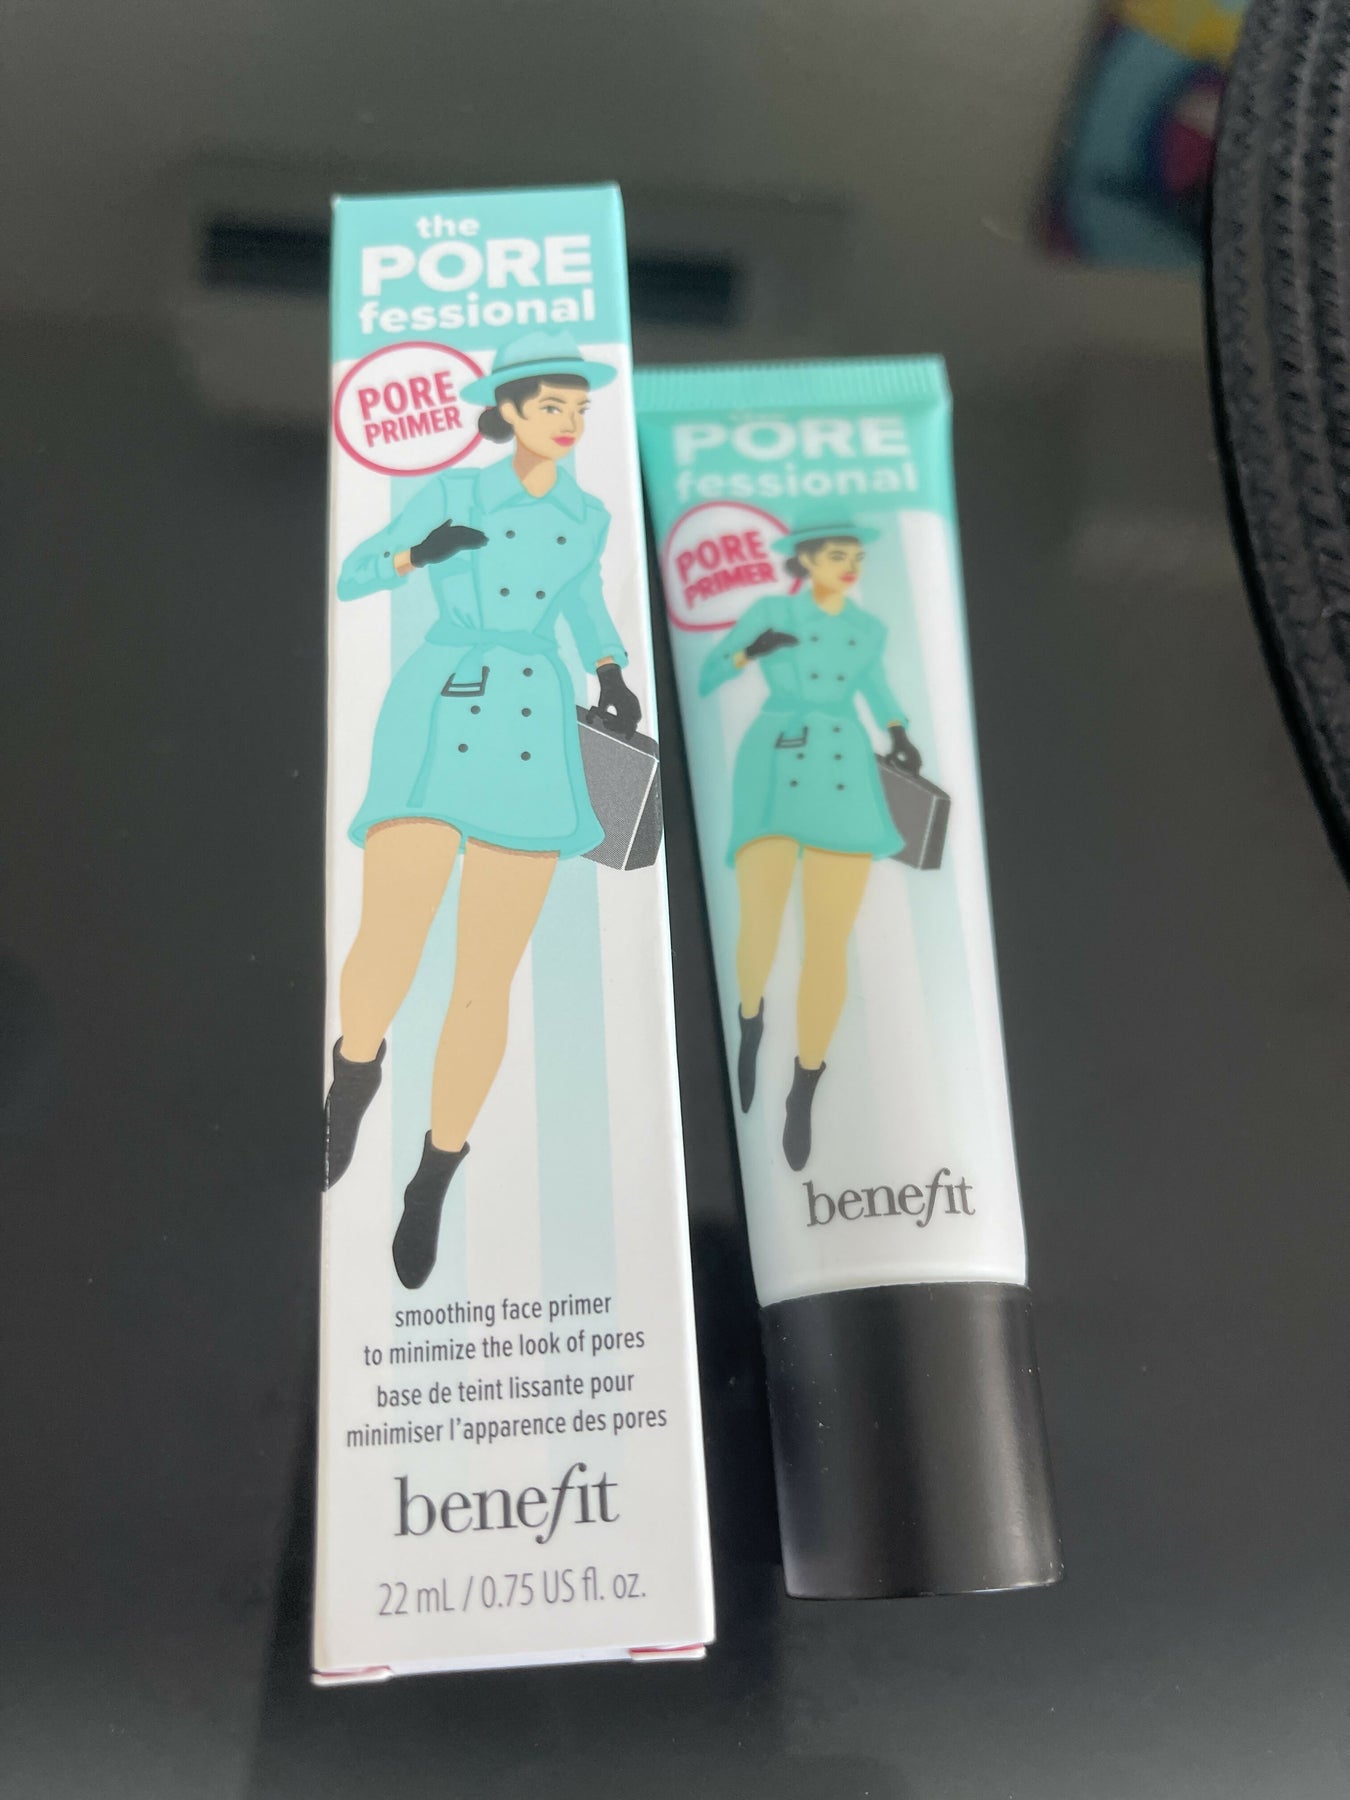 the
PORE
fessional
PORE
PRIMER
smoothing face primer
to minimize the look of pores
base de teint lissante pour
minimiser l'apparence des pores
benefit
22 mL / 0.75 US fl. oz.
the
PORE
fessional
PORE
PRIMER
benefit